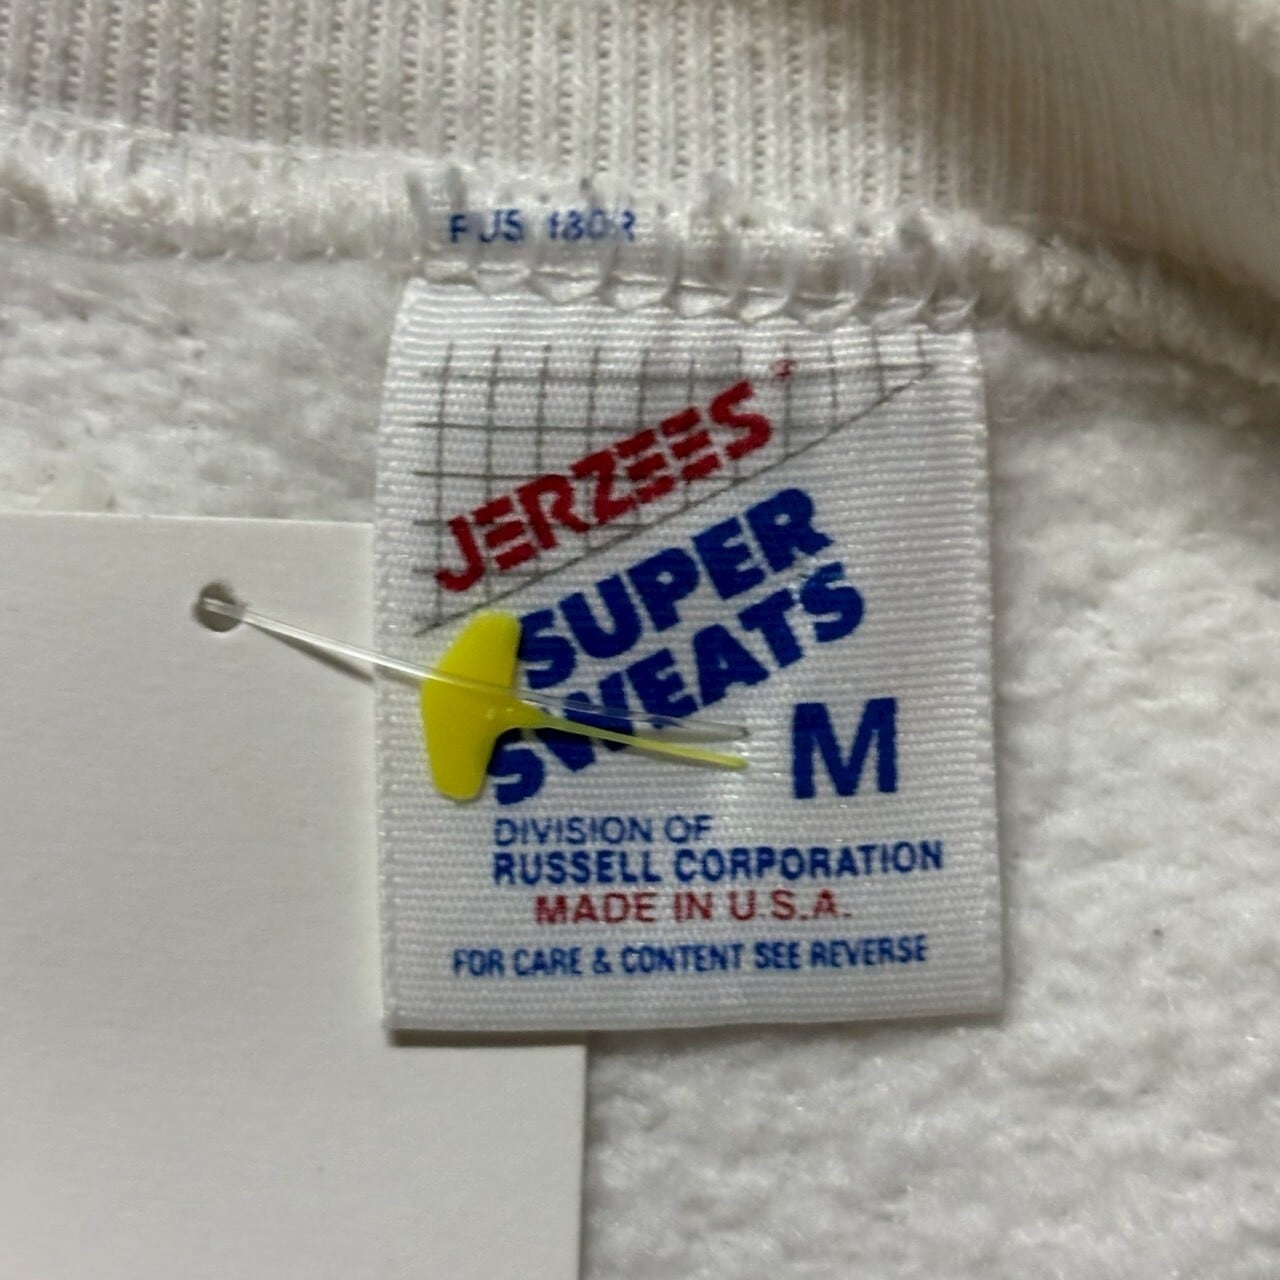 JERZEES
SUPER
SWEATS
M
DIVISION OF
RUSSELL CORPORATION
MADE IN U.S.A.
FOR CARE & CONTENT SEE REVERSE